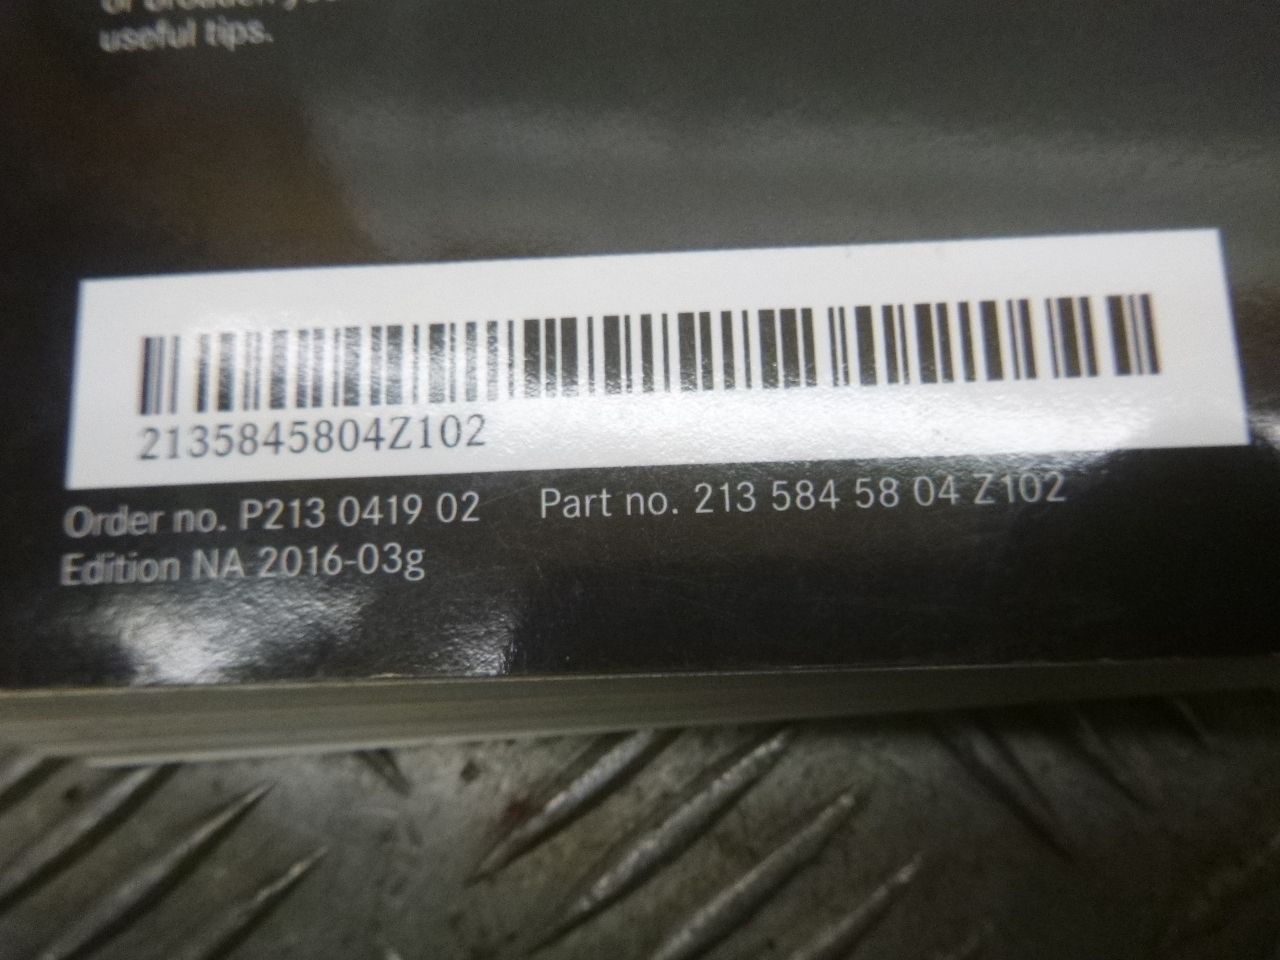 useful tips.
2135845804Z102
Order no. P213 0419 02 Part no. 213 584 58 04 Z102
Edition NA 2016-03g